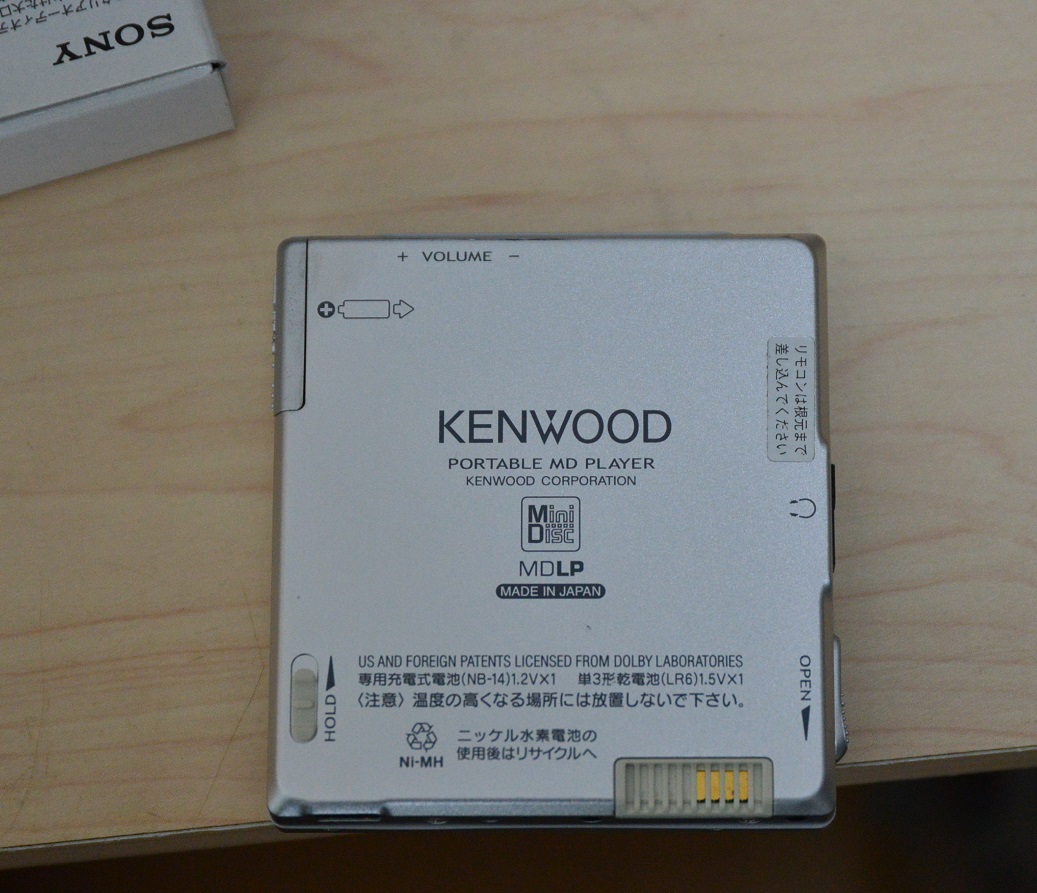 SONY
+ VOLUME −
リモコンは根元まで
差し込んでください
KENWOOD
PORTABLE MD PLAYER
KENWOOD CORPORATION
Mini
Disc
MDLP
MADE IN JAPAN
HOLD
OPEN
US AND FOREIGN PATENTS LICENSED FROM DOLBY LABORATORIES
専用充電式電池(NB-14)1.2V×1 単3形乾電池(LR6)1.5V×1
〈注意〉温度の高くなる場所には放置しないで下さい。
Ni-MH
ニッケル水素電池の
使用後はリサイクルへ